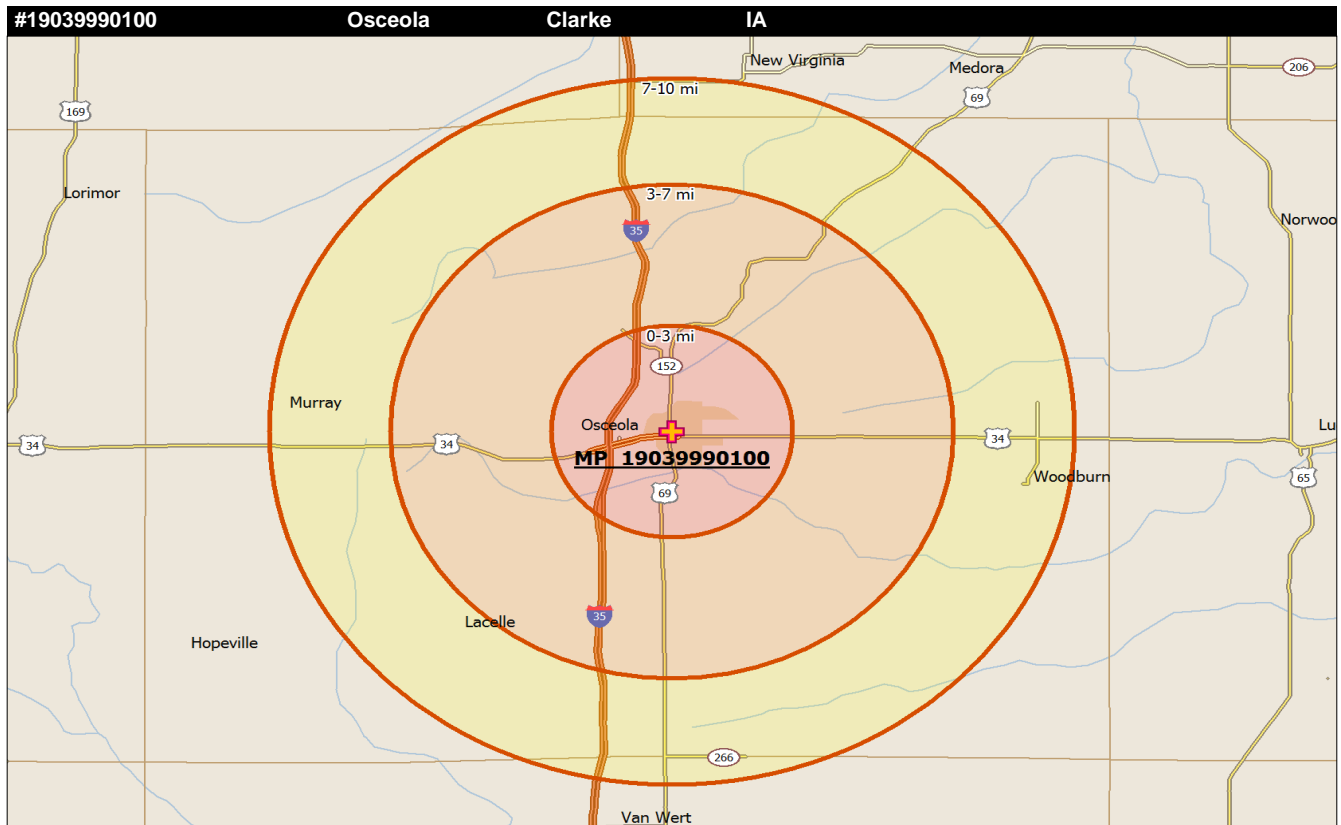 #19039990100 Osceola Clarke IA
New Virginia
Medora
206
7-10 mi
69
169
Lorimor
3-7 mi
Norwoo
35
0-3 mi
152
Murray
Osceola
34
34
34
Lu
MP 19039990100
Woodburn
65
69
35
Lacelle
Hopeville
266
Van Wert